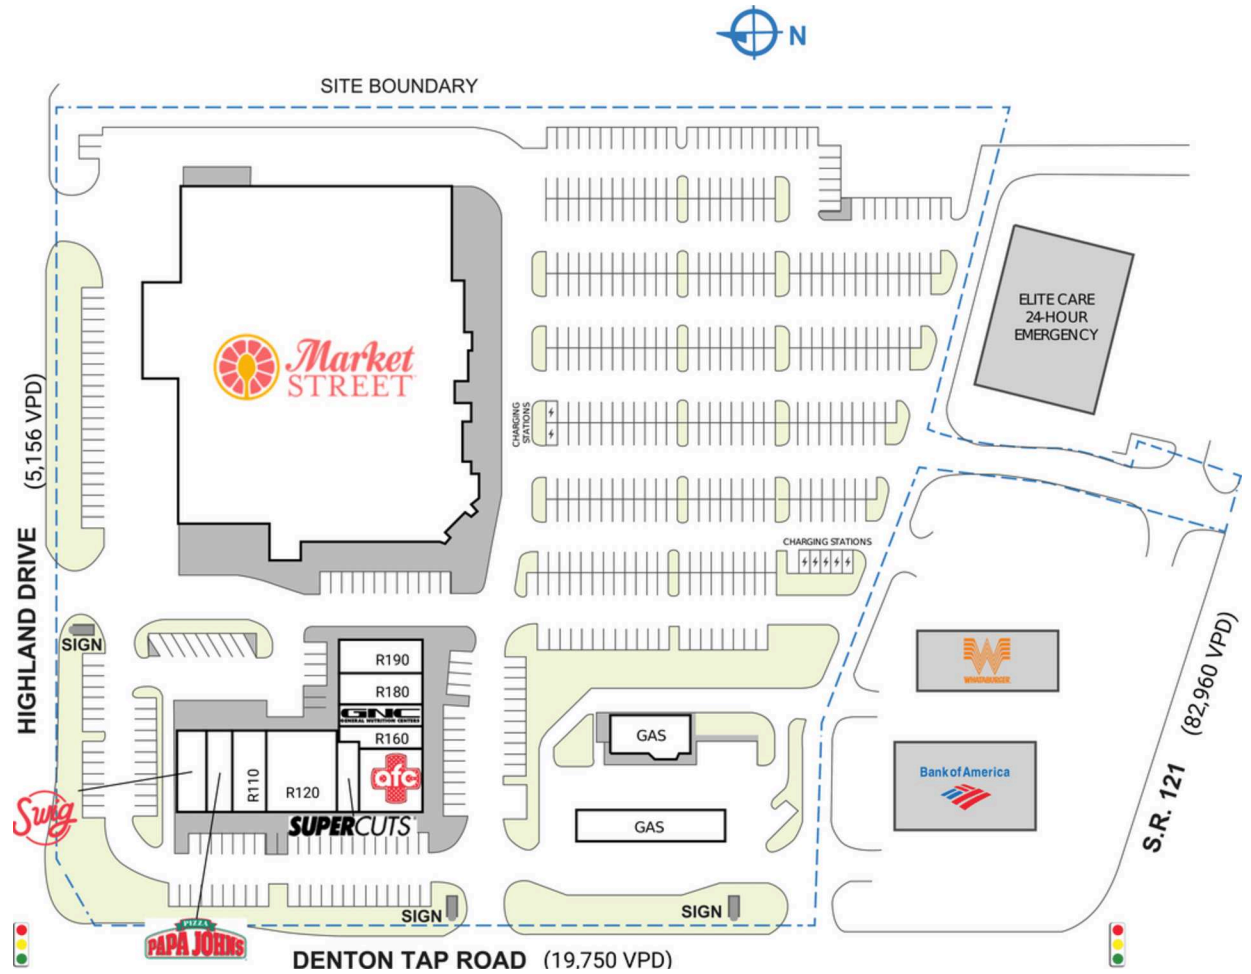 N
SITE BOUNDARY
ELITE CARE
24-HOUR
EMERGENCY
Market
STREET
(5,156 VPD)
HIGHLAND DRIVE
CHARGING
STATIONS
CHARGING STATIONS
SIGN
R190
R180
GNC
GENERAL NUTRITION CENTERS
R160
afc
R110
R120
SUPERCUTS
Swig
PIZZA
PAPA JOHNS
GAS
GAS
W
WHATABURGER
Bank of America
(82,960 VPD)
S.R. 121
SIGN
SIGN
DENTON TAP ROAD (19,750 VPD)